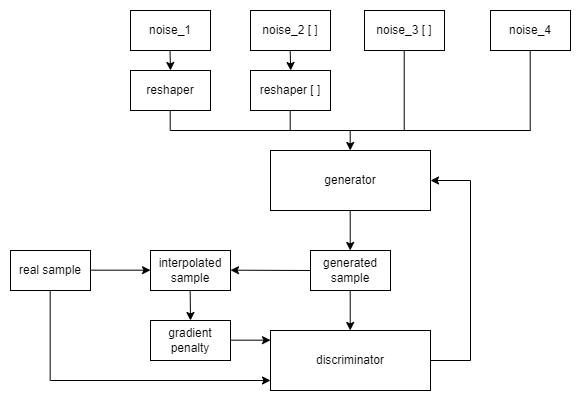 noise_1
noise_2 [ ]
noise_3 [ ]
noise_4
reshaper
reshaper [ ]
generator
real sample
interpolated
sample
generated
sample
gradient
penalty
discriminator